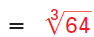 = ∛64